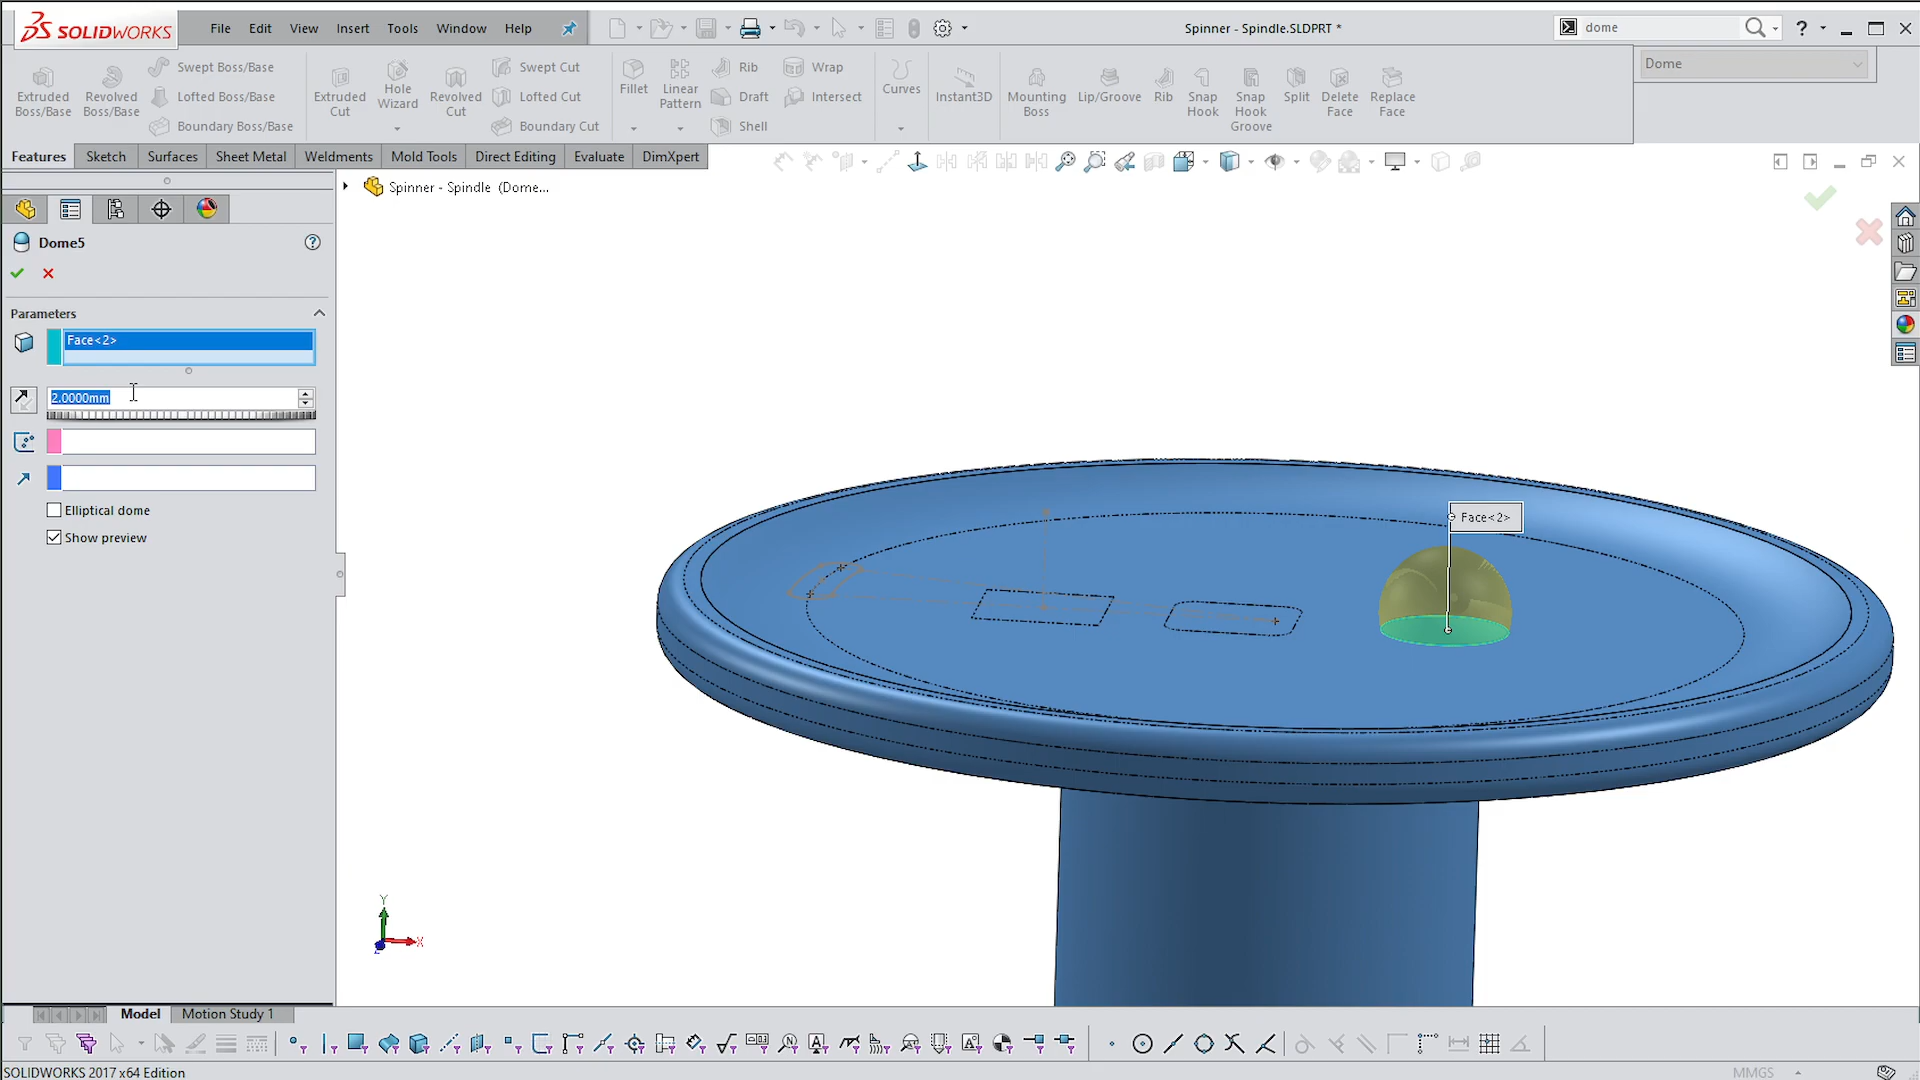 SOLIDWORKS
File Edit View Insert Tools Window Help
Spinner - Spindle.SLDPRT *
dome
?
Extruded Boss/Base
Revolved Boss/Base
Swept Boss/Base
Lofted Boss/Base
Boundary Boss/Base
Extruded Cut
Hole Wizard
Revolved Cut
Swept Cut
Lofted Cut
Boundary Cut
Fillet
Linear Pattern
Rib
Draft
Shell
Wrap
Intersect
Curves
Instant3D
Mounting Boss
Lip/Groove
Rib
Snap Hook
Snap Hook Groove
Split
Delete Face
Replace Face
Dome
Features Sketch Surfaces Sheet Metal Weldments Mold Tools Direct Editing Evaluate DimXpert
Spinner - Spindle (Dome...
Dome5
Parameters
Face<2>
2.0000mm
Elliptical dome
Show preview
Face<2>
Y
X
Z
Model Motion Study 1
SOLIDWORKS 2017 x64 Edition
MMGS